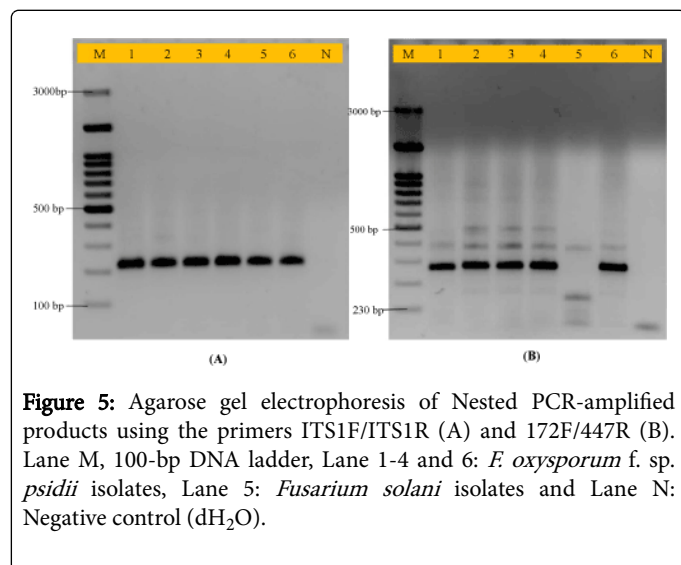 M 1 2 3 4 5 6 N
M 1 2 3 4 5 6 N
3000bp
3000 bp
500 bp
500 bp
100 bp
230 bp
(A)
(B)
Figure 5: Agarose gel electrophoresis of Nested PCR-amplified
products using the primers ITS1F/ITS1R (A) and 172F/447R (B).
Lane M, 100-bp DNA ladder, Lane 1-4 and 6: F. oxysporum f. sp.
psidii isolates, Lane 5: Fusarium solani isolates and Lane N:
Negative control (dH₂O).